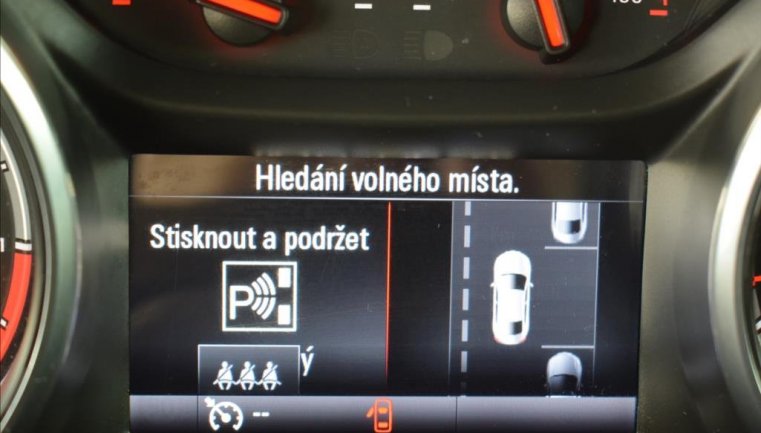 Hledání volného místa.
Stisknout a podržet
P
ý
--